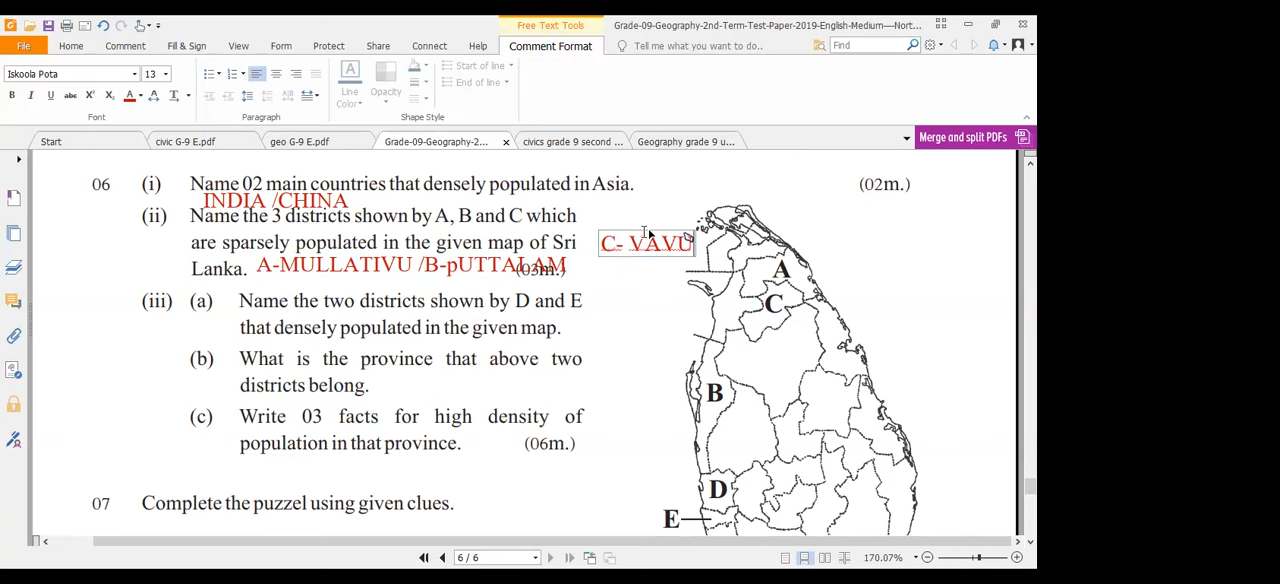 Free Text Tools
Grade-09-Geography-2nd-Term-Test-Paper-2019-English-Medium—Nort...
File Home Comment Fill & Sign View Form Protect Share Connect Help Comment Format Tell me what you want to do.. Find
Iskoola Pota 13
Start of line
End of line
B I U abc X² X₁ A A T
Line Color
Opacity
Font Paragraph Shape Style
Start civic G-9 E.pdf geo G-9 E.pdf Grade-09-Geography-2... civics grade 9 second ... Geography grade 9 u... Merge and split PDFs
06 (i) Name 02 main countries that densely populated in Asia. (02m.)
INDIA /CHINA
(ii) Name the 3 districts shown by A, B and C which
are sparsely populated in the given map of Sri
Lanka. (03m.)
A-MULLATIVU /B-pUTTALAM
C- VAVU
(iii) (a) Name the two districts shown by D and E
that densely populated in the given map.
(b) What is the province that above two
districts belong.
(c) Write 03 facts for high density of
population in that province. (06m.)
07 Complete the puzzel using given clues.
A
C
B
D
E
6 / 6
170.07%